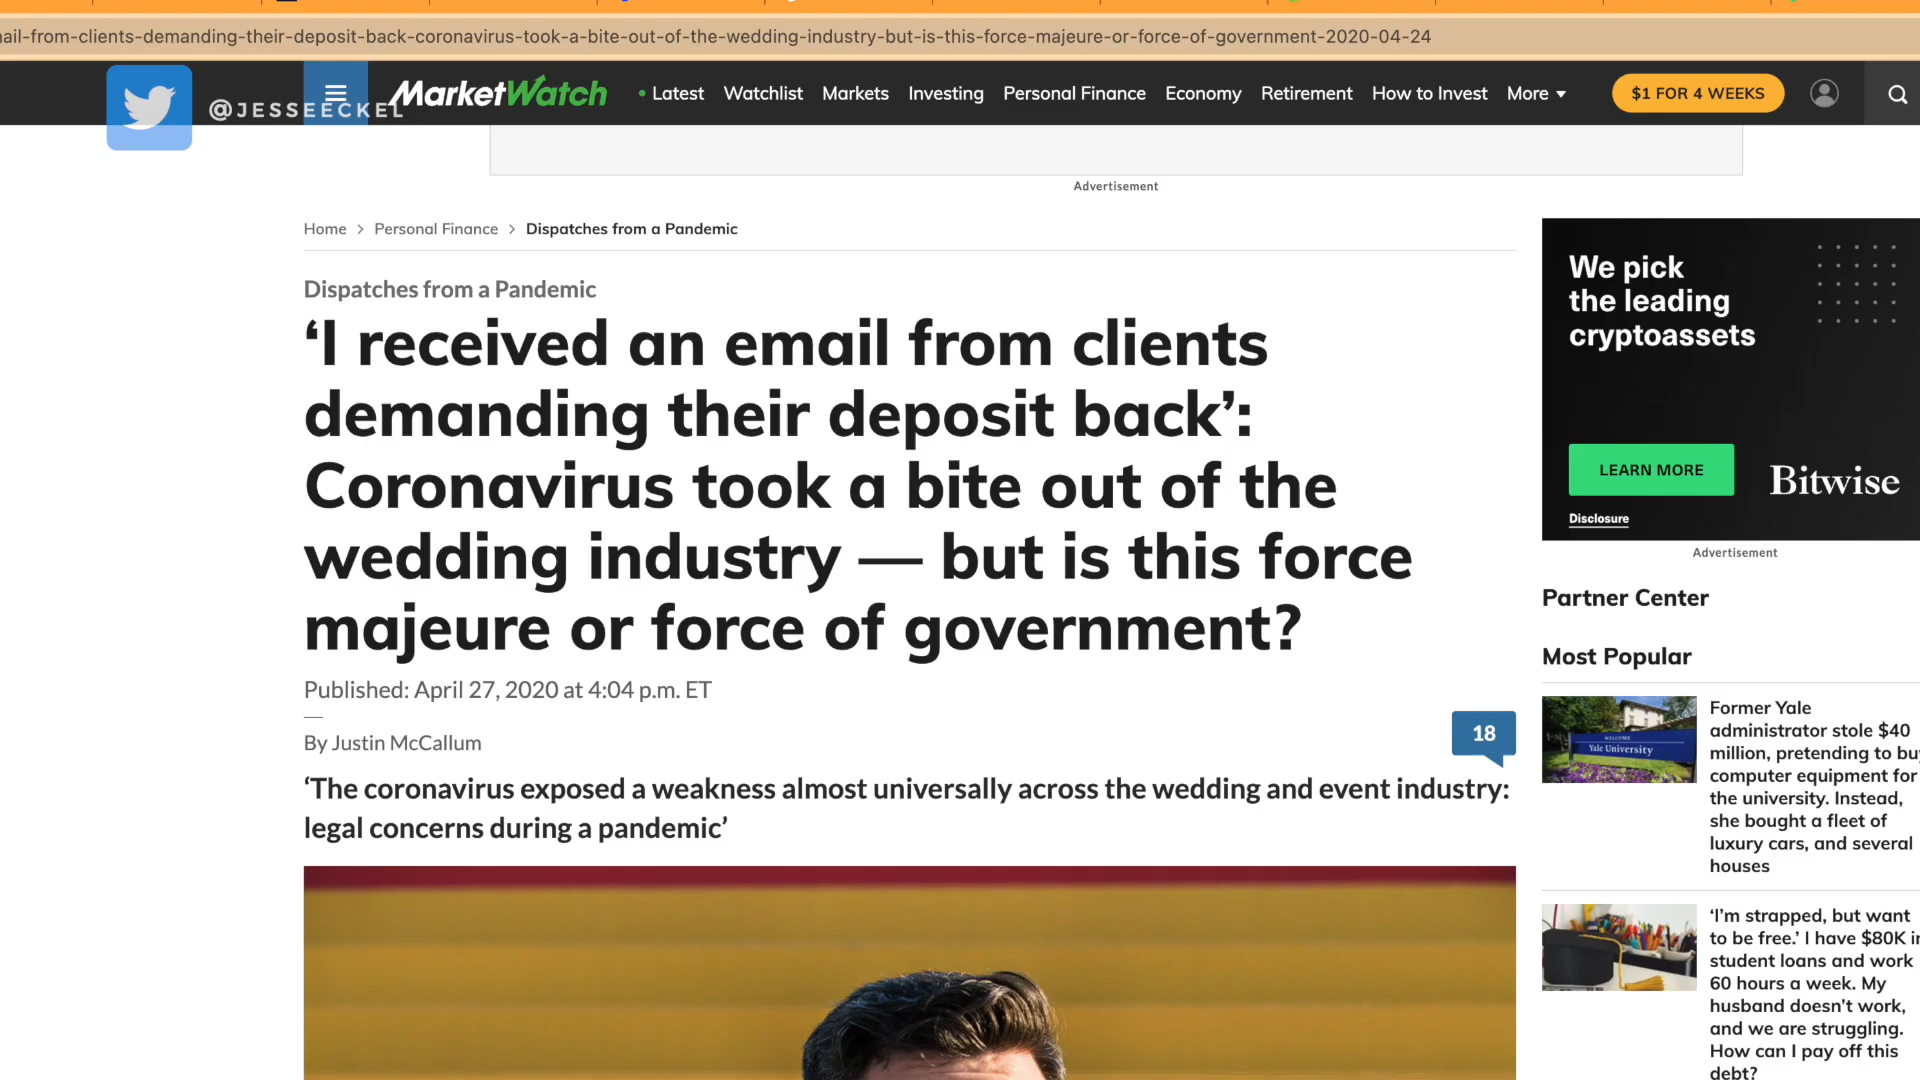 ail-from-clients-demanding-their-deposit-back-coronavirus-took-a-bite-out-of-the-wedding-industry-but-is-this-force-majeure-or-force-of-government-2020-04-24
@JESSEECKEL
MarketWatch
• Latest Watchlist Markets Investing Personal Finance Economy Retirement How to Invest More
$1 FOR 4 WEEKS
Advertisement
Home > Personal Finance > Dispatches from a Pandemic
Dispatches from a Pandemic
‘I received an email from clients
demanding their deposit back’:
Coronavirus took a bite out of the
wedding industry — but is this force
majeure or force of government?
Published: April 27, 2020 at 4:04 p.m. ET
By Justin McCallum
18
‘The coronavirus exposed a weakness almost universally across the wedding and event industry:
legal concerns during a pandemic’
We pick
the leading
cryptoassets
LEARN MORE
Bitwise
Disclosure
Advertisement
Partner Center
Most Popular
WELCOME
Yale University
Former Yale
administrator stole $40
million, pretending to bu
computer equipment for
the university. Instead,
she bought a fleet of
luxury cars, and several
houses
‘I’m strapped, but want
to be free.’ I have $80K in
student loans and work
60 hours a week. My
husband doesn’t work,
and we are struggling.
How can I pay off this
debt?